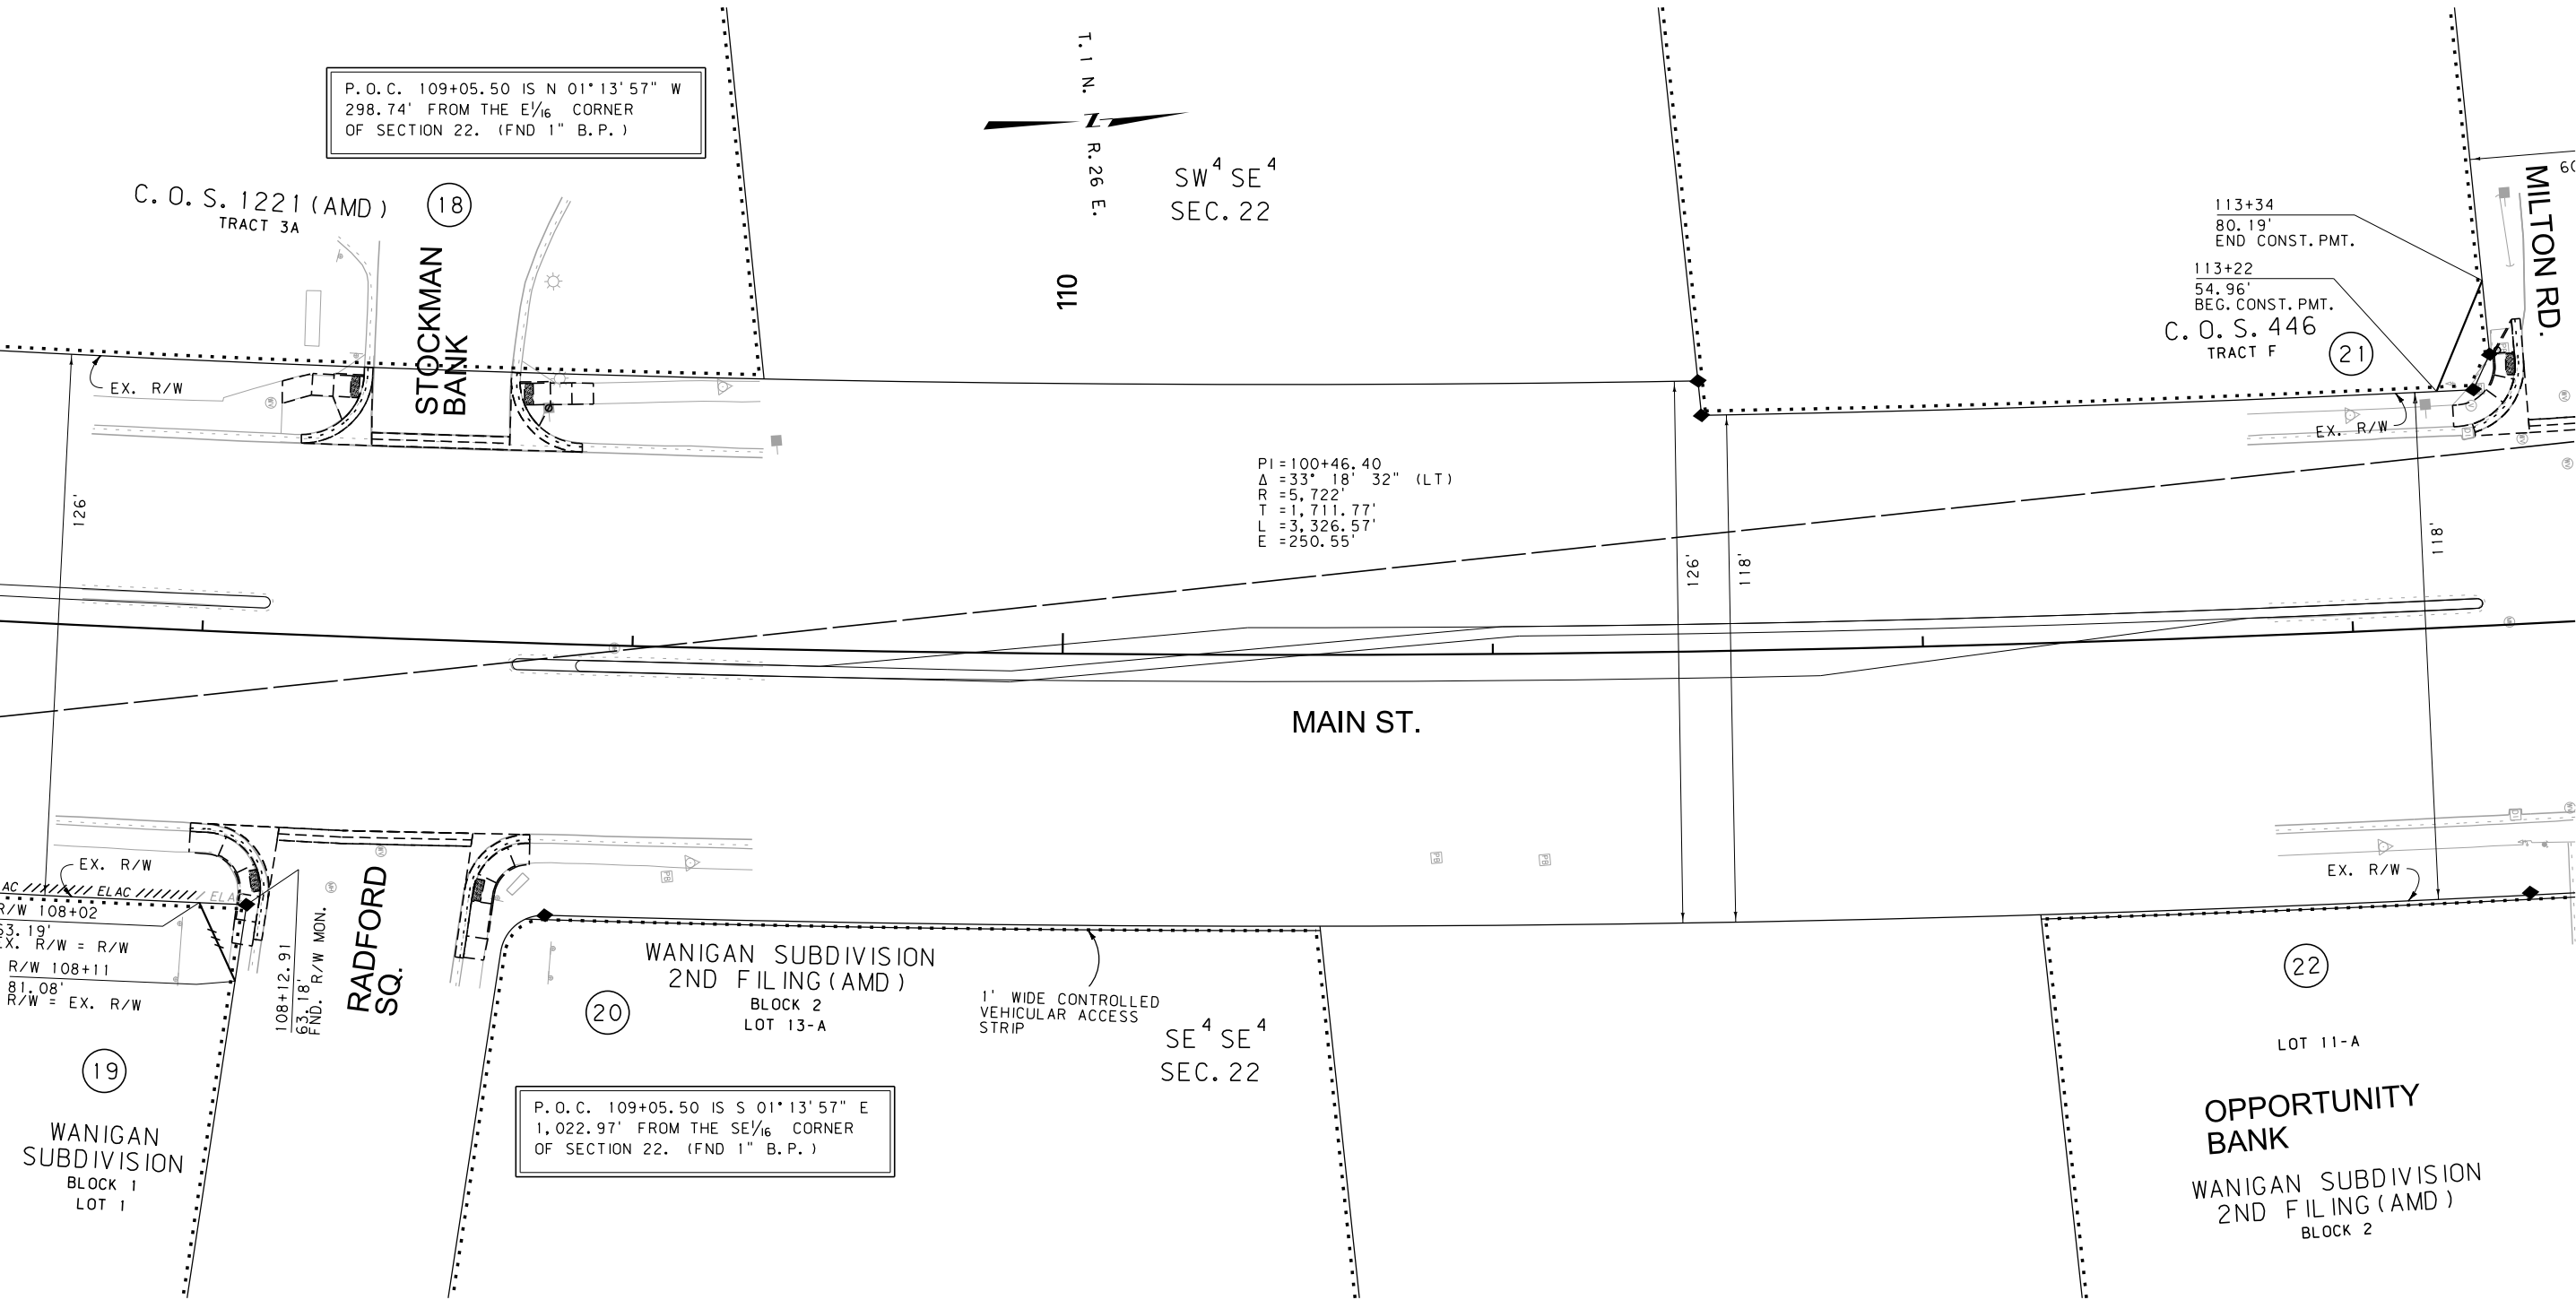 P.O.C. 109+05.50 IS N 01°13'57" W
298.74' FROM THE E1/16 CORNER
OF SECTION 22. (FND 1" B.P.)
C.O.S. 1221(AMD)
TRACT 3A
18
STOCKMAN
BANK
EX. R/W
126'
T. 1 N.
Z
R.26 E.
SW4 SE4
SEC. 22
110
PI=100+46.40
Δ =33° 18' 32" (LT)
R =5,722'
T =1,711.77'
L =3,326.57'
E =250.55'
126'
118'
113+34
80.19'
END CONST.PMT.
113+22
54.96'
BEG.CONST.PMT.
C.O.S. 446
TRACT F
21
MILTON RD.
EX. R/W
118'
MAIN ST.
EX. R/W
AC ELAC ELA
R/W 108+02
63.19'
EX. R/W = R/W
R/W 108+11
81.08'
R/W = EX. R/W
108+12.91
63.18'
FND. R/W MON.
RADFORD
SQ.
19
WANIGAN
SUBDIVISION
BLOCK 1
LOT 1
20
WANIGAN SUBDIVISION
2ND FILING(AMD)
BLOCK 2
LOT 13-A
1' WIDE CONTROLLED
VEHICULAR ACCESS
STRIP
SE4 SE4
SEC. 22
P.O.C. 109+05.50 IS S 01°13'57" E
1,022.97' FROM THE SE1/16 CORNER
OF SECTION 22. (FND 1" B.P.)
PB
PB
PB
EX. R/W
22
LOT 11-A
OPPORTUNITY
BANK
WANIGAN SUBDIVISION
2ND FILING(AMD)
BLOCK 2